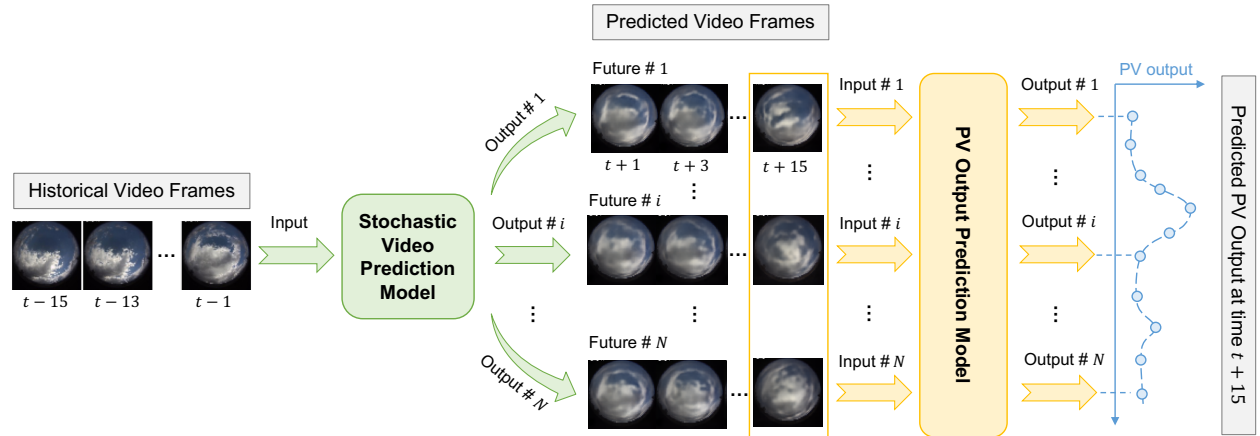 Predicted Video Frames
Historical Video Frames
t − 15
t − 13
...
t − 1
Input
Stochastic
Video
Prediction
Model
Output # 1
Output # i
...
Output # N
Future # 1
...
t + 1
t + 3
t + 15
...
Future # i
...
...
Future # N
...
Input # 1
...
Input # i
...
Input # N
PV Output Prediction Model
Output # 1
...
Output # i
...
Output # N
PV output
Predicted PV Output at time t + 15